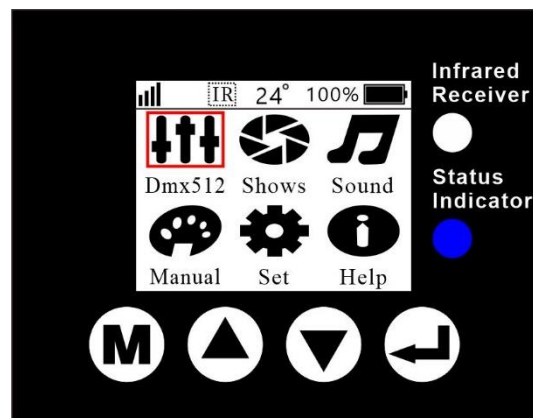 Infrared
Receiver
IR 24° 100%
Dmx512 Shows Sound
Status
Indicator
Manual Set Help
M